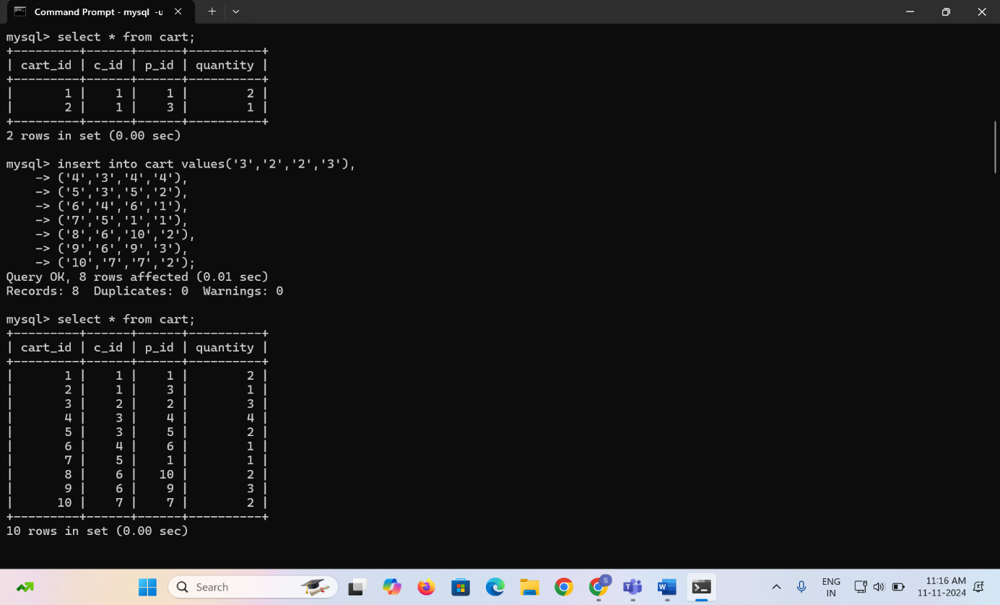 Command Prompt - mysql -u
mysql> select * from cart;
+---------+------+------+----------+
| cart_id | c_id | p_id | quantity |
+---------+------+------+----------+
|       1 |    1 |    1 |        2 |
|       2 |    1 |    3 |        1 |
+---------+------+------+----------+
2 rows in set (0.00 sec)
mysql> insert into cart values('3','2','2','3'),
    -> ('4','3','4','4'),
    -> ('5','3','5','2'),
    -> ('6','4','6','1'),
    -> ('7','5','1','1'),
    -> ('8','6','10','2'),
    -> ('9','6','9','3'),
    -> ('10','7','7','2');
Query OK, 8 rows affected (0.01 sec)
Records: 8  Duplicates: 0  Warnings: 0
mysql> select * from cart;
+---------+------+------+----------+
| cart_id | c_id | p_id | quantity |
+---------+------+------+----------+
|       1 |    1 |    1 |        2 |
|       2 |    1 |    3 |        1 |
|       3 |    2 |    2 |        3 |
|       4 |    3 |    4 |        4 |
|       5 |    3 |    5 |        2 |
|       6 |    4 |    6 |        1 |
|       7 |    5 |    1 |        1 |
|       8 |    6 |   10 |        2 |
|       9 |    6 |    9 |        3 |
|      10 |    7 |    7 |        2 |
+---------+------+------+----------+
10 rows in set (0.00 sec)
Search
S
T
W
ENG
IN
11:16 AM
11-11-2024